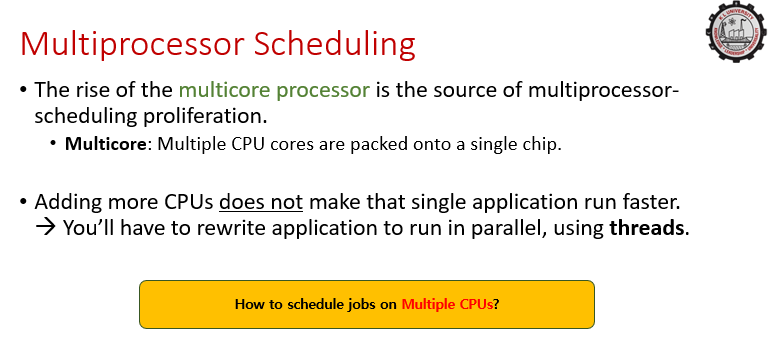 Multiprocessor Scheduling
• The rise of the multicore processor is the source of multiprocessor-
scheduling proliferation.
• Multicore: Multiple CPU cores are packed onto a single chip.
• Adding more CPUs does not make that single application run faster.
→ You’ll have to rewrite application to run in parallel, using threads.
How to schedule jobs on Multiple CPUs?